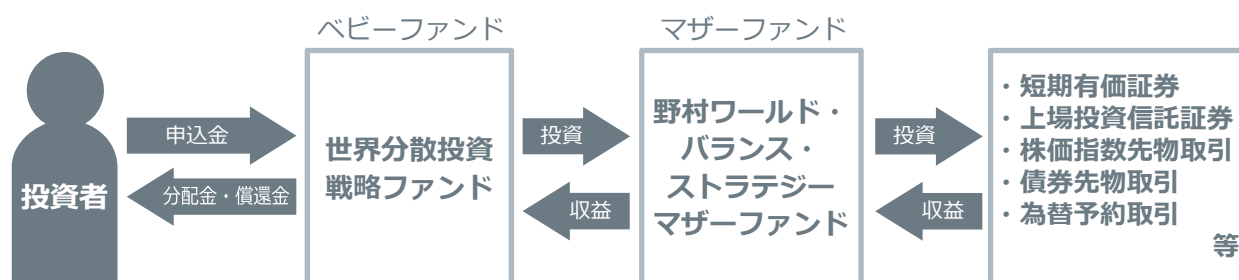 ベビーファンド
マザーファンド
投資者
申込金
分配金・償還金
世界分散投資
戦略ファンド
投資
収益
野村ワールド・
バランス・
ストラテジー
マザーファンド
投資
収益
・短期有価証券
・上場投資信託証券
・株価指数先物取引
・債券先物取引
・為替予約取引
等